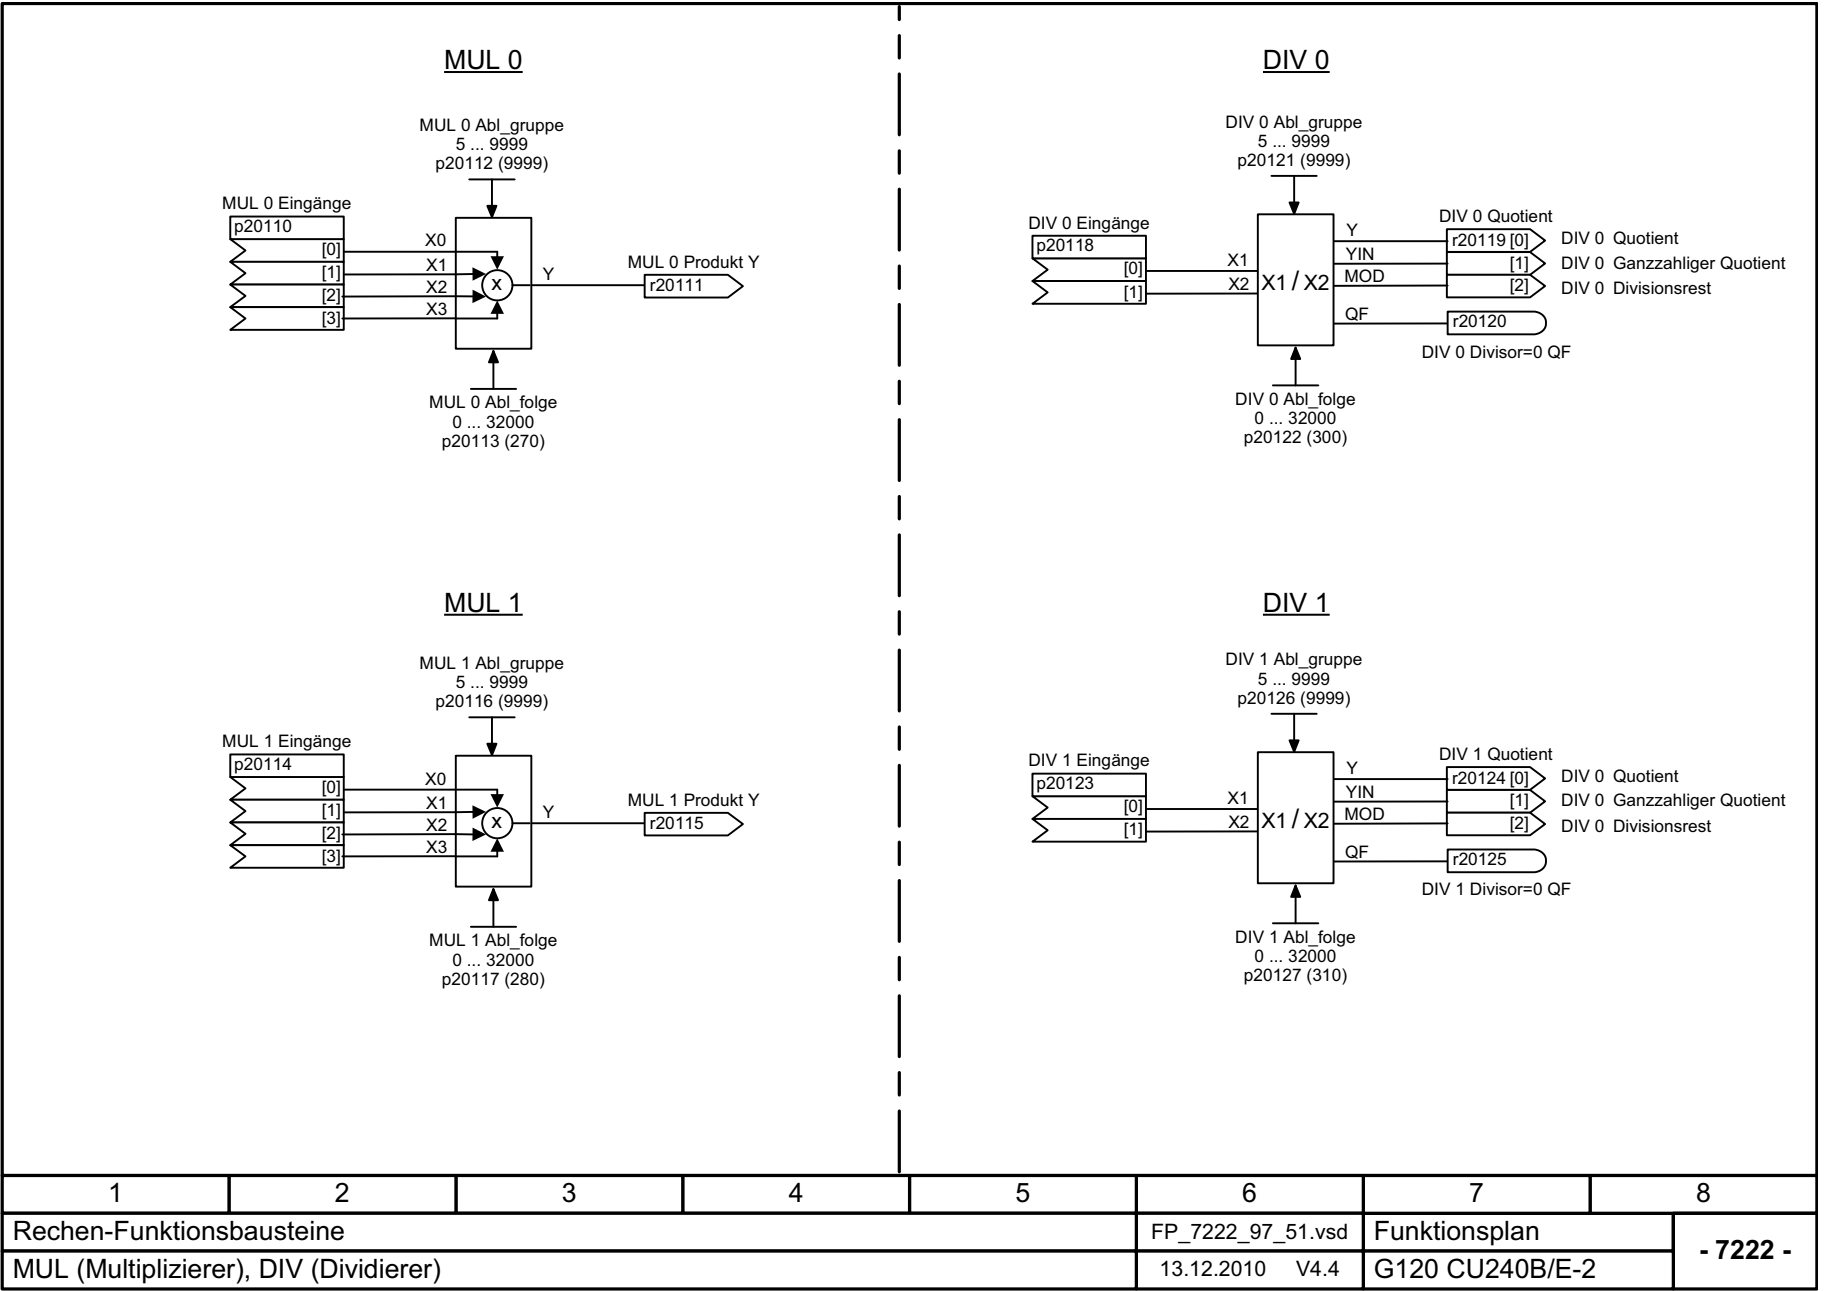 MUL 0
MUL 0 Abl_gruppe
5 ... 9999
p20112 (9999)
MUL 0 Eingänge
p20110
[0]
[1]
[2]
[3]
X0
X1
X2
X3
x
Y
MUL 0 Produkt Y
r20111
MUL 0 Abl_folge
0 ... 32000
p20113 (270)
DIV 0
DIV 0 Abl_gruppe
5 ... 9999
p20121 (9999)
DIV 0 Eingänge
p20118
[0]
[1]
X1
X2
X1 / X2
Y
YIN
MOD
QF
DIV 0 Quotient
r20119 [0] DIV 0 Quotient
[1] DIV 0 Ganzzahliger Quotient
[2] DIV 0 Divisionsrest
r20120
DIV 0 Divisor=0 QF
DIV 0 Abl_folge
0 ... 32000
p20122 (300)
MUL 1
MUL 1 Abl_gruppe
5 ... 9999
p20116 (9999)
MUL 1 Eingänge
p20114
[0]
[1]
[2]
[3]
X0
X1
X2
X3
x
Y
MUL 1 Produkt Y
r20115
MUL 1 Abl_folge
0 ... 32000
p20117 (280)
DIV 1
DIV 1 Abl_gruppe
5 ... 9999
p20126 (9999)
DIV 1 Eingänge
p20123
[0]
[1]
X1
X2
X1 / X2
Y
YIN
MOD
QF
DIV 1 Quotient
r20124 [0] DIV 0 Quotient
[1] DIV 0 Ganzzahliger Quotient
[2] DIV 0 Divisionsrest
r20125
DIV 1 Divisor=0 QF
DIV 1 Abl_folge
0 ... 32000
p20127 (310)
1 2 3 4 5 6 7 8
Rechen-Funktionsbausteine
FP_7222_97_51.vsd
Funktionsplan
- 7222 -
MUL (Multiplizierer), DIV (Dividierer)
13.12.2010 V4.4
G120 CU240B/E-2